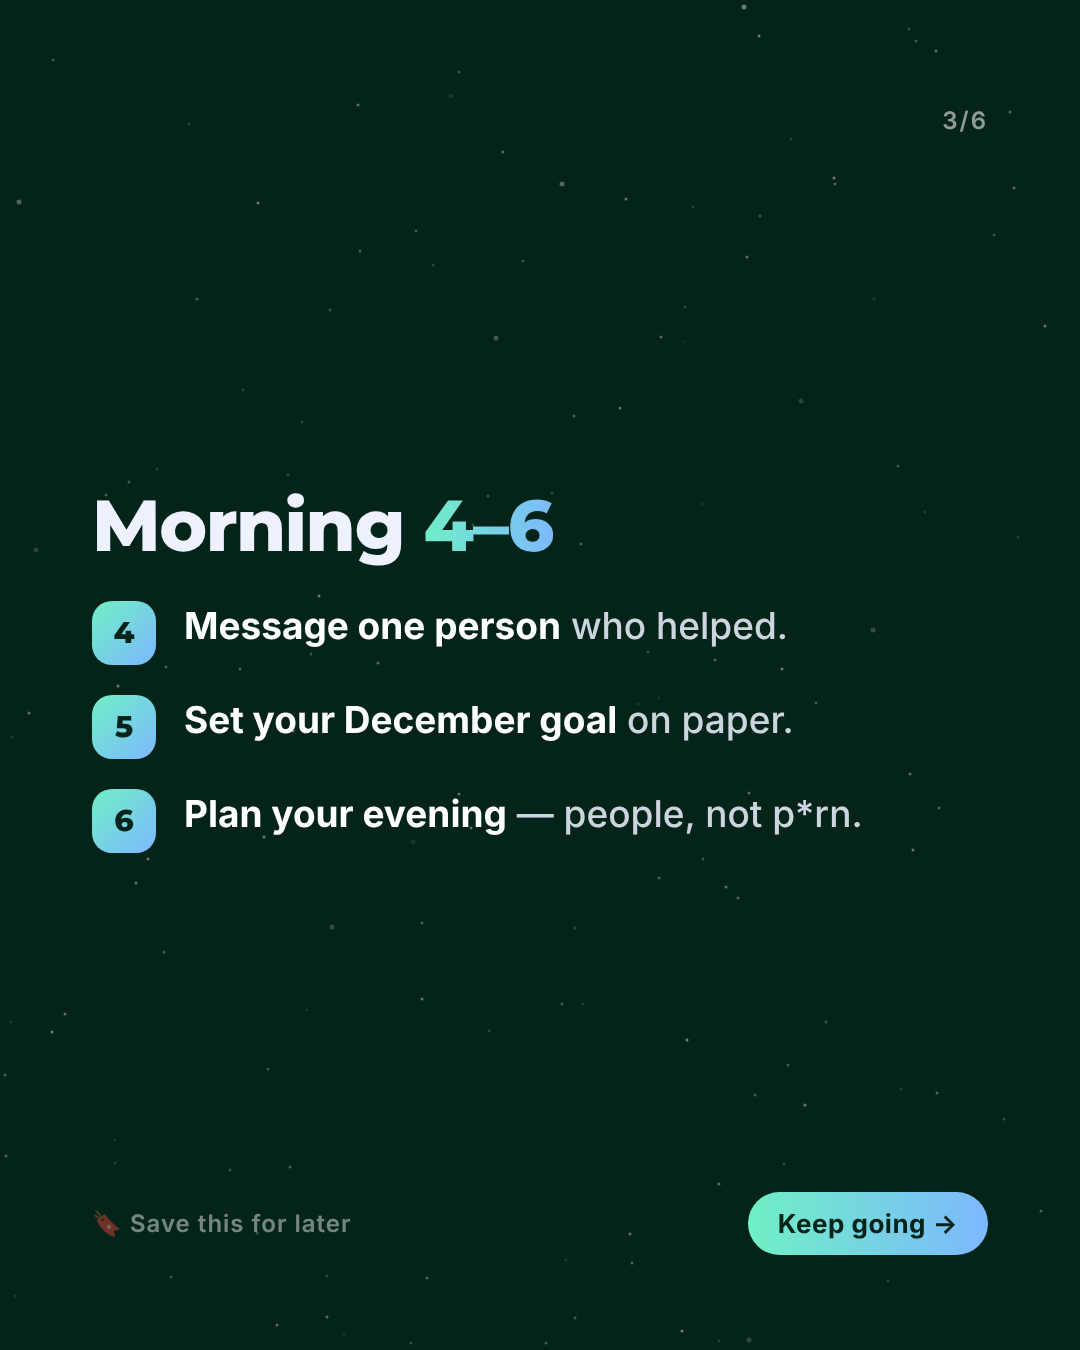 3/6
Morning 4–6
4 Message one person who helped.
5 Set your December goal on paper.
6 Plan your evening — people, not p*rn.
🔖 Save this for later
Keep going →